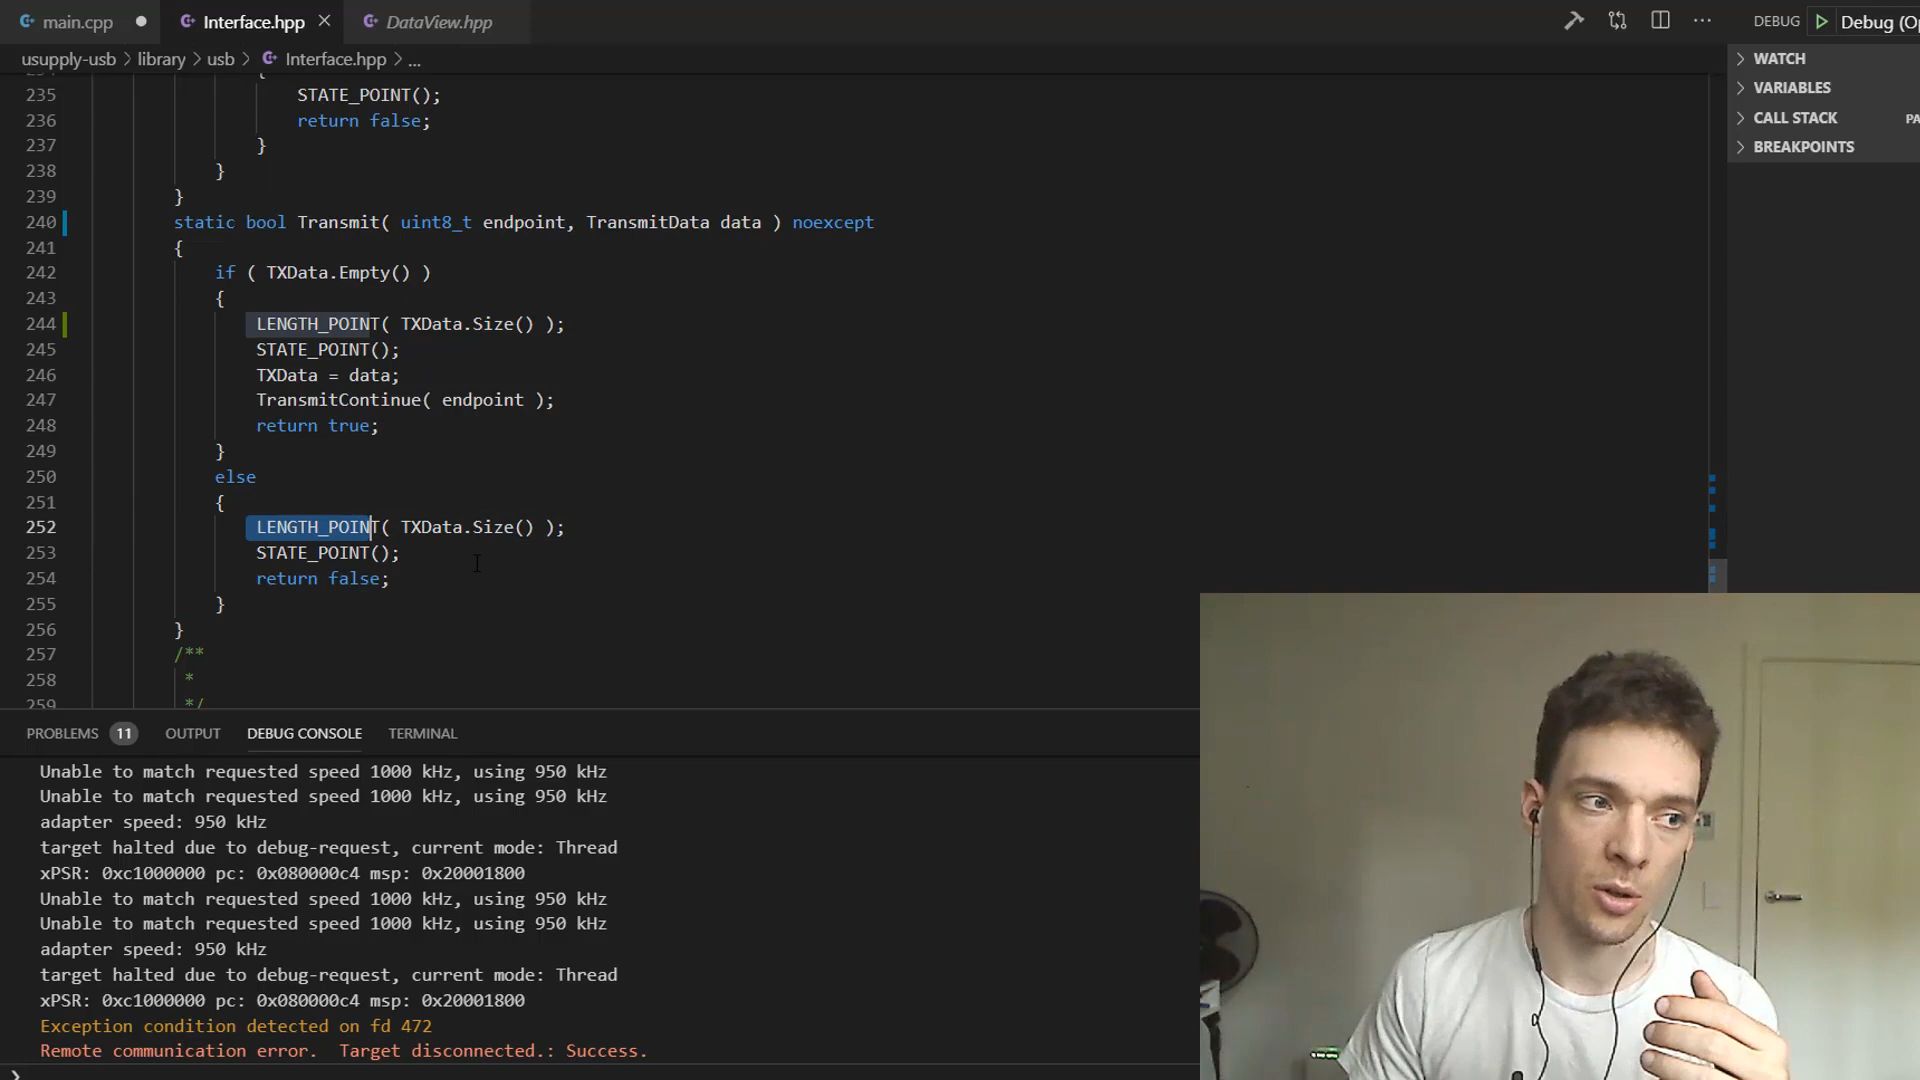 main.cpp ● Interface.hpp × DataView.hpp DEBUG Debug (Op
usupply-usb > library > usb > Interface.hpp > ...
WATCH
VARIABLES
CALL STACK PA
BREAKPOINTS
{
235 STATE_POINT();
236 return false;
237 }
238 }
239 }
240 static bool Transmit( uint8_t endpoint, TransmitData data ) noexcept
241 {
242 if ( TXData.Empty() )
243 {
244 LENGTH_POINT( TXData.Size() );
245 STATE_POINT();
246 TXData = data;
247 TransmitContinue( endpoint );
248 return true;
249 }
250 else
251 {
252 LENGTH_POINT( TXData.Size() );
253 STATE_POINT();
254 return false;
255 }
256 }
257 /**
258 *
259 */
PROBLEMS 11 OUTPUT DEBUG CONSOLE TERMINAL
Unable to match requested speed 1000 kHz, using 950 kHz
Unable to match requested speed 1000 kHz, using 950 kHz
adapter speed: 950 kHz
target halted due to debug-request, current mode: Thread
xPSR: 0xc1000000 pc: 0x080000c4 msp: 0x20001800
Unable to match requested speed 1000 kHz, using 950 kHz
Unable to match requested speed 1000 kHz, using 950 kHz
adapter speed: 950 kHz
target halted due to debug-request, current mode: Thread
xPSR: 0xc1000000 pc: 0x080000c4 msp: 0x20001800
Exception condition detected on fd 472
Remote communication error. Target disconnected.: Success.
>